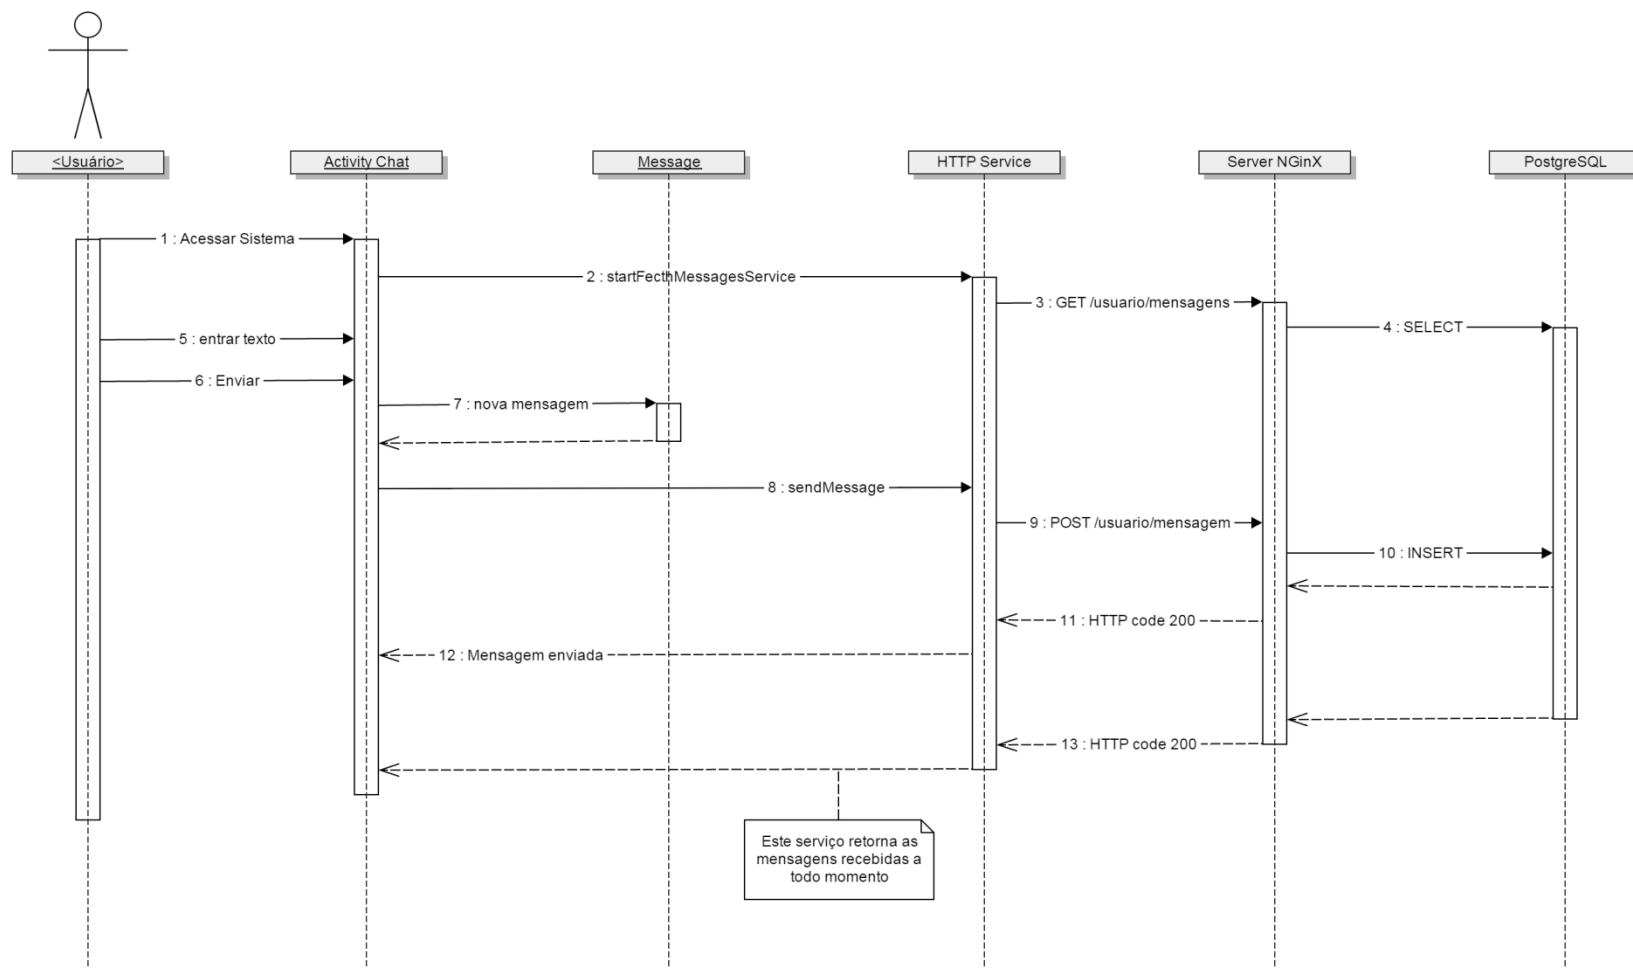 <Usuário>
Activity Chat
Message
HTTP Service
Server NGinX
PostgreSQL
1 : Acessar Sistema
2 : startFecthMessagesService
3 : GET /usuario/mensagens
4 : SELECT
5 : entrar texto
6 : Enviar
7 : nova mensagem
8 : sendMessage
9 : POST /usuario/mensagem
10 : INSERT
11 : HTTP code 200
12 : Mensagem enviada
13 : HTTP code 200
Este serviço retorna as
mensagens recebidas a
todo momento